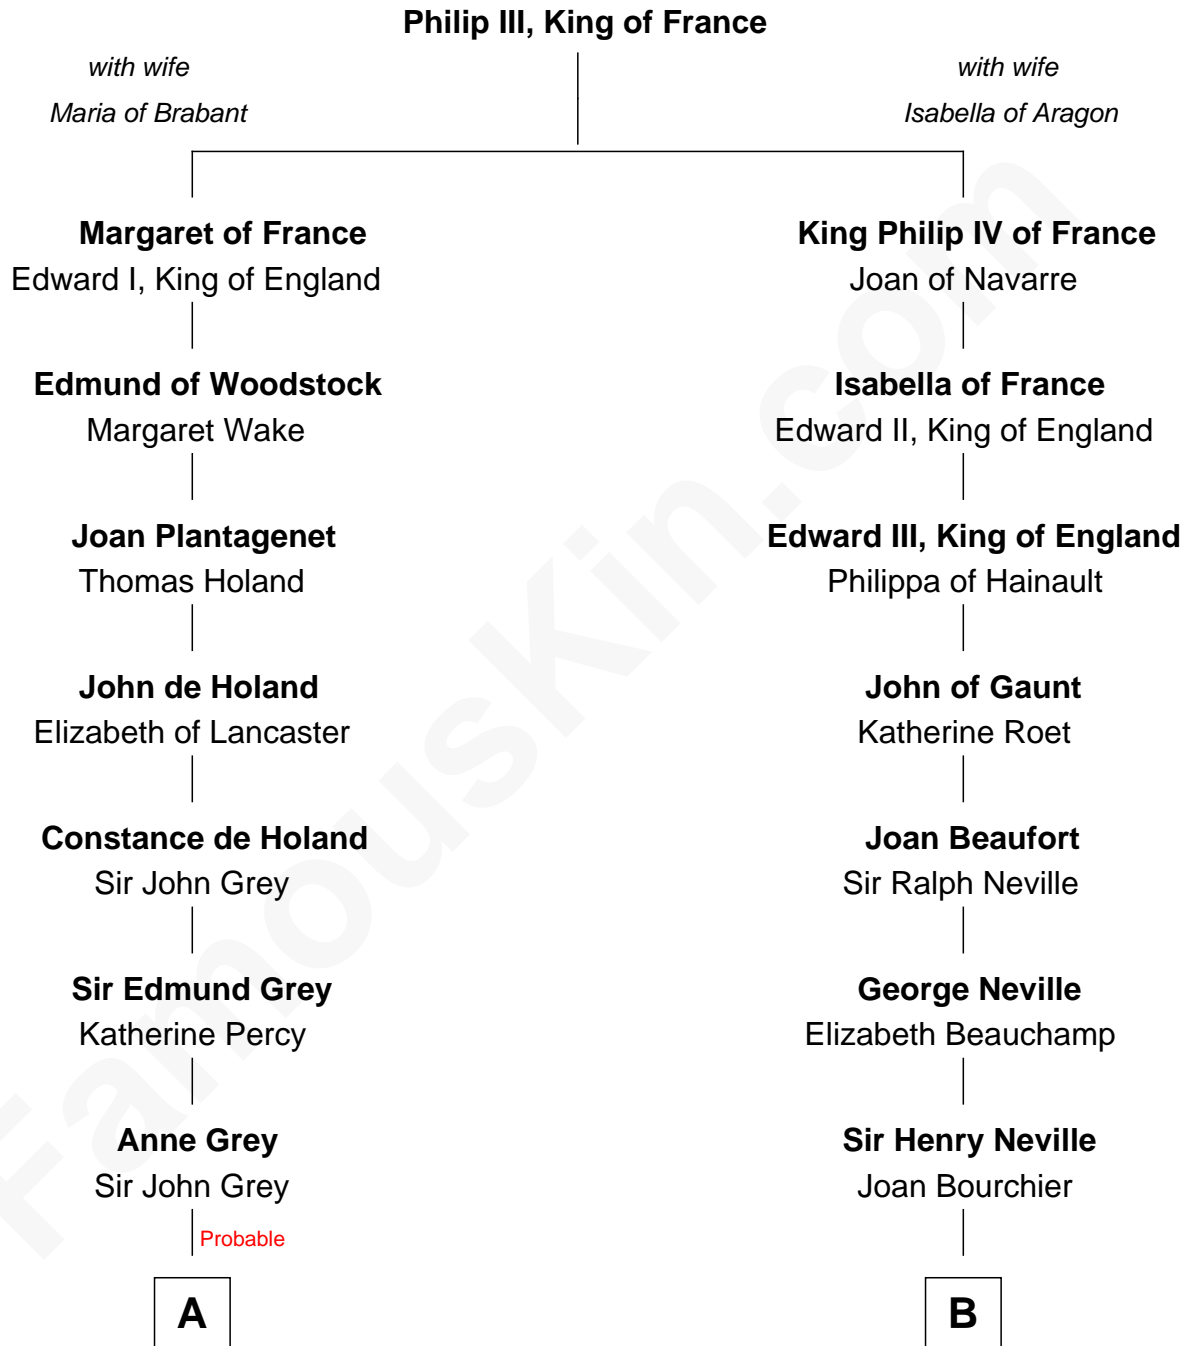 Philip III, King of France
with wife
Maria of Brabant
with wife
Isabella of Aragon
Margaret of France
Edward I, King of England
King Philip IV of France
Joan of Navarre
Edmund of Woodstock
Margaret Wake
Isabella of France
Edward II, King of England
Joan Plantagenet
Thomas Holand
Edward III, King of England
Philippa of Hainault
John de Holand
Elizabeth of Lancaster
John of Gaunt
Katherine Roet
Constance de Holand
Sir John Grey
Joan Beaufort
Sir Ralph Neville
Sir Edmund Grey
Katherine Percy
George Neville
Elizabeth Beauchamp
Anne Grey
Sir John Grey
Sir Henry Neville
Joan Bourchier
Probable
A
B
FamousKin.com